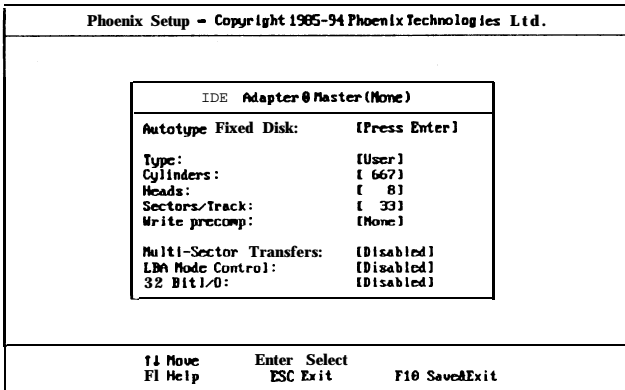 Phoenix Setup - Copyright 1985-94 Phoenix Technologies Ltd.
IDE Adapter 0 Master (None)
Autotype Fixed Disk: [Press Enter]
Type: [User]
Cylinders: [ 667]
Heads: [ 8]
Sectors/Track: [ 33]
Write precomp: [None]
Multi-Sector Transfers: [Disabled]
LBA Mode Control: [Disabled]
32 Bit I/O: [Disabled]
↑↓ Move Enter Select
F1 Help ESC Exit F10 Save&Exit